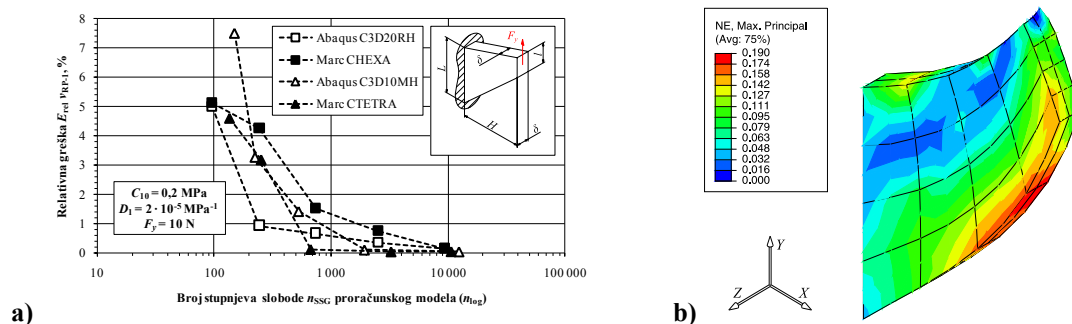 8
7
6
5
4
3
2
1
0
Relativna greška E_rel v_RP-1, %
Abaqus C3D20RH
Marc CHEXA
Abaqus C3D10MH
Marc CTETRA
F_y
L
δ
l
H
δ
C₁₀ = 0,2 MPa
D₁ = 2 · 10⁻⁵ MPa⁻¹
F_y = 10 N
10 100 1 000 10 000 100 000
Broj stupnjeva slobode n_SSG proračunskog modela (n_log)
a)
NE, Max. Principal
(Avg: 75%)
0.190
0.174
0.158
0.142
0.127
0.111
0.095
0.079
0.063
0.048
0.032
0.016
0.000
Y
Z X
b)